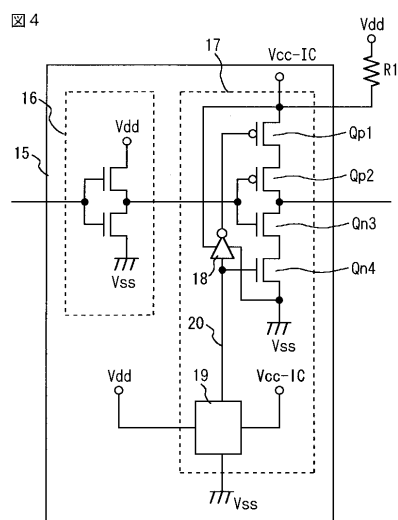 図4
Vdd
17
Vcc-IC
R1
16
Qp1
Vdd
15
Qp2
Qn3
18
Qn4
Vss
20
Vss
Vdd
19
Vcc-IC
Vss